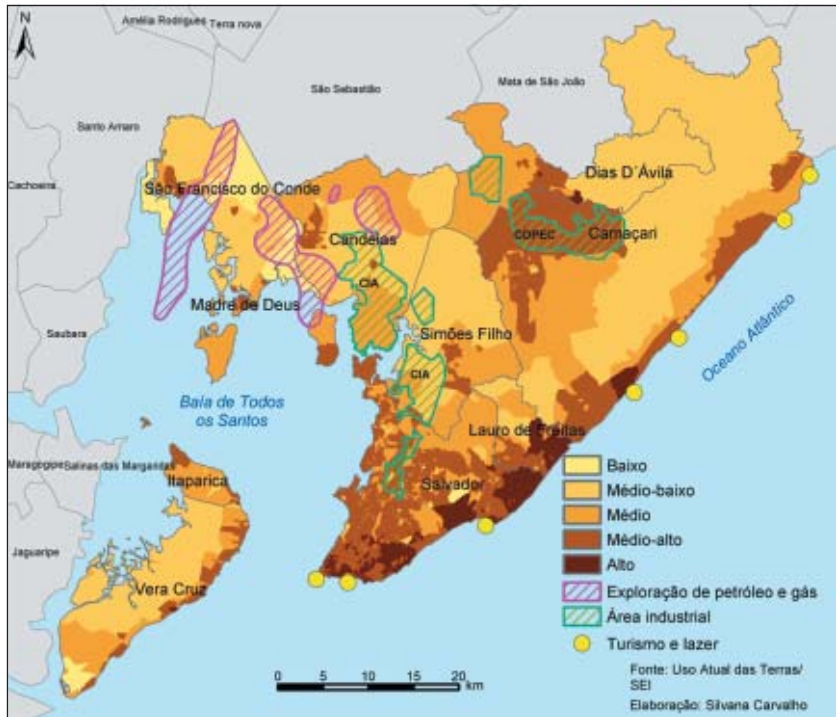 N
Amélia Rodrigues
Terra nova
São Sebastião
Mata de São João
Santo Amaro
Cachoeira
São Francisco do Conde
Dias D´Ávila
Candeias
COPEC
Camaçari
CIA
Madre de Deus
Simões Filho
Saubara
Oceano Atlântico
CIA
Baía de Todos
os Santos
Lauro de Freitas
Maragogipe
Salinas das Margaridas
Itaparica
Salvador
Jaguaripe
Vera Cruz
Baixo
Médio-baixo
Médio
Médio-alto
Alto
Exploração de petróleo e gás
Área industrial
Turismo e lazer
0 5 10 15 20
km
Fonte: Uso Atual das Terras/
SEI
Elaboração: Silvana Carvalho